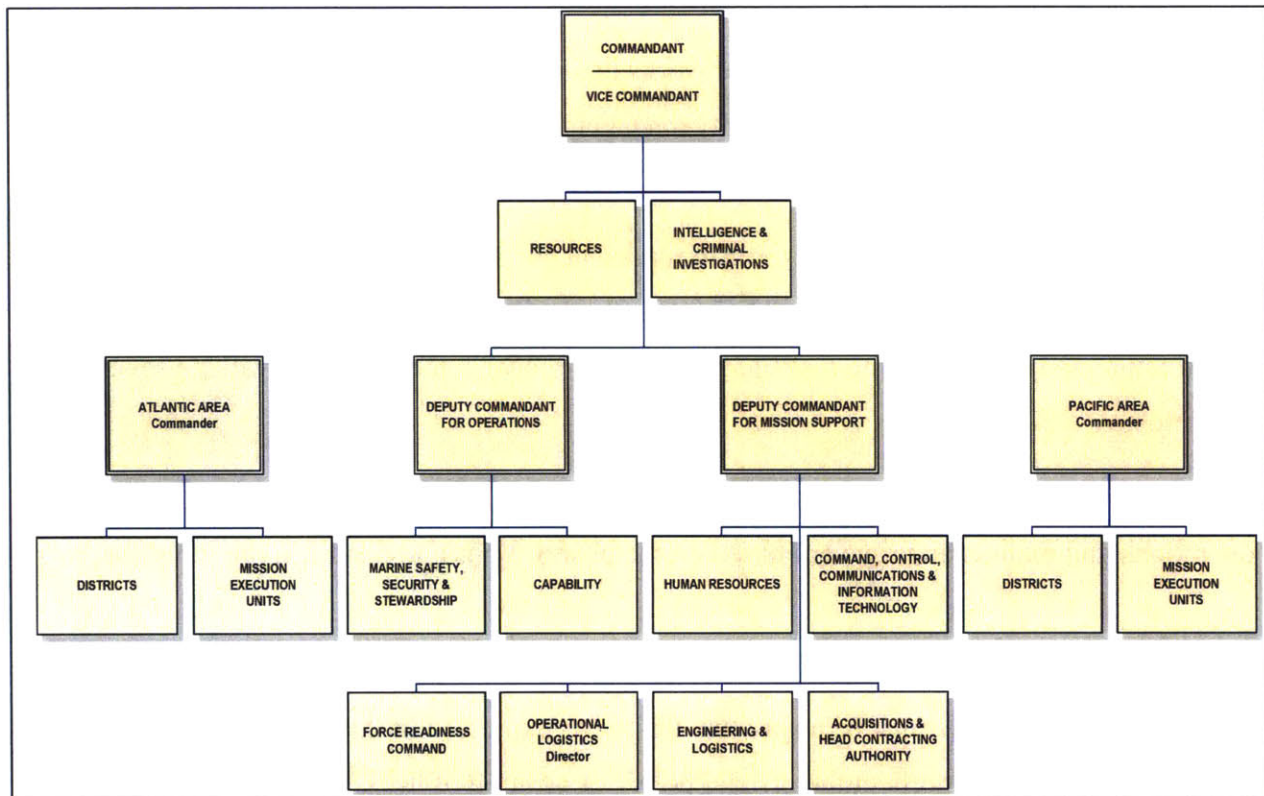 COMMANDANT
VICE COMMANDANT
RESOURCES
INTELLIGENCE &
CRIMINAL
INVESTIGATIONS
ATLANTIC AREA
Commander
DEPUTY COMMANDANT
FOR OPERATIONS
DEPUTY COMMANDANT
FOR MISSION SUPPORT
PACIFIC AREA
Commander
DISTRICTS
MISSION
EXECUTION
UNITS
MARINE SAFETY,
SECURITY &
STEWARDSHIP
CAPABILITY
HUMAN RESOURCES
COMMAND, CONTROL,
COMMUNICATIONS &
INFORMATION
TECHNOLOGY
DISTRICTS
MISSION
EXECUTION
UNITS
FORCE READINESS
COMMAND
OPERATIONAL
LOGISTICS
Director
ENGINEERING &
LOGISTICS
ACQUISITIONS &
HEAD CONTRACTING
AUTHORITY